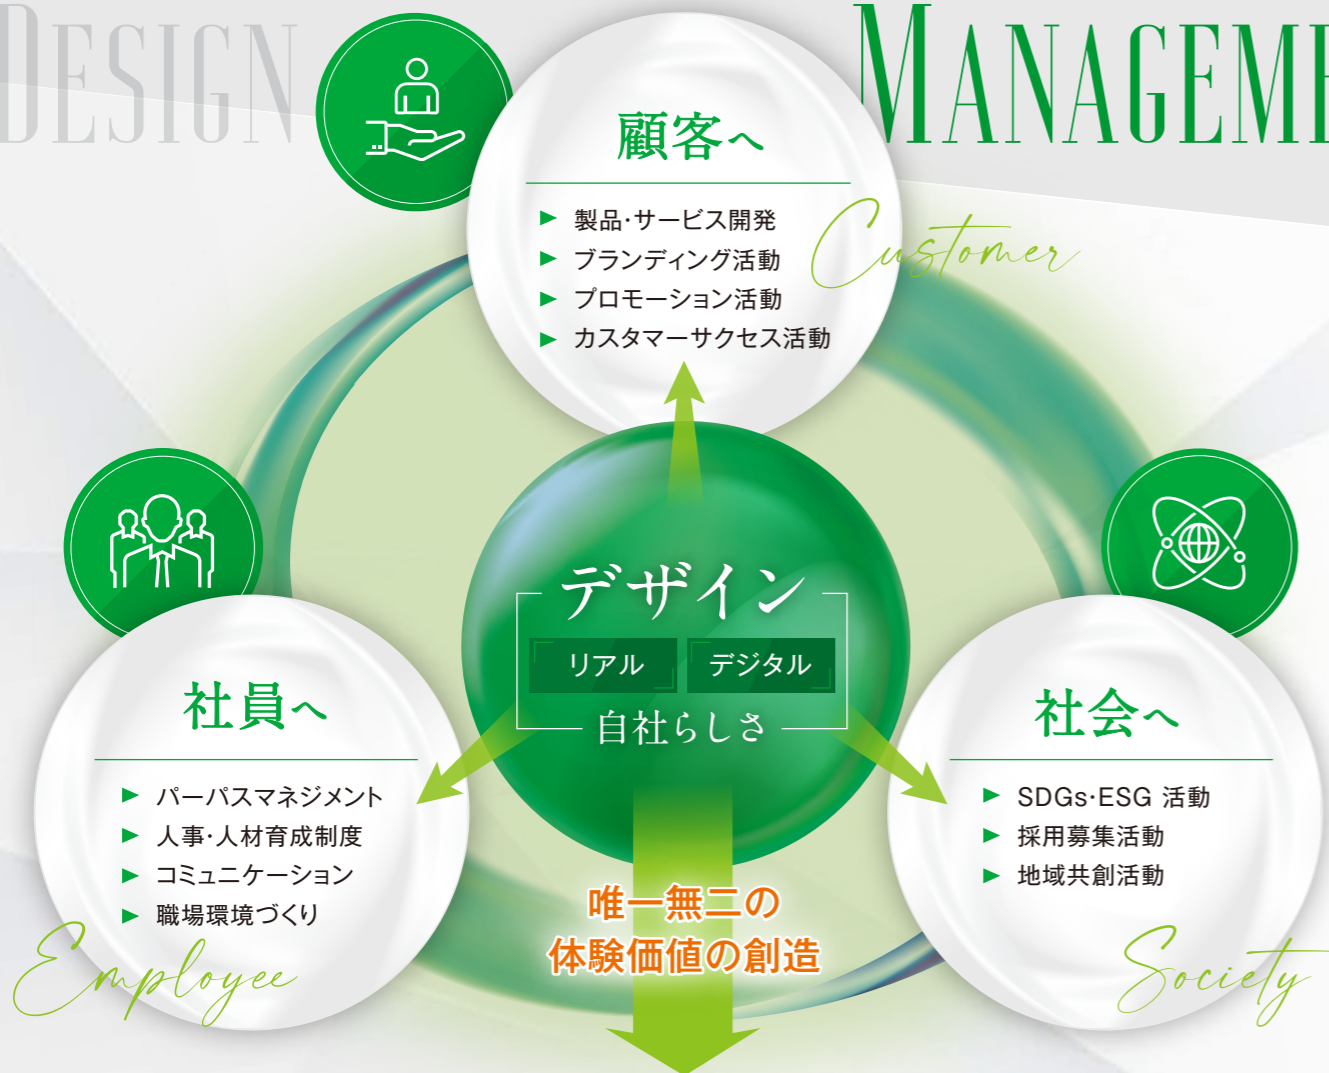 DESIGN
MANAGEME
顧客へ
製品・サービス開発
ブランディング活動
プロモーション活動
カスタマーサクセス活動
Customer
デザイン
リアル
デジタル
自社らしさ
社員へ
パーパスマネジメント
人事・人材育成制度
コミュニケーション
職場環境づくり
Employee
社会へ
SDGs・ESG 活動
採用募集活動
地域共創活動
Society
唯一無二の
体験価値の創造